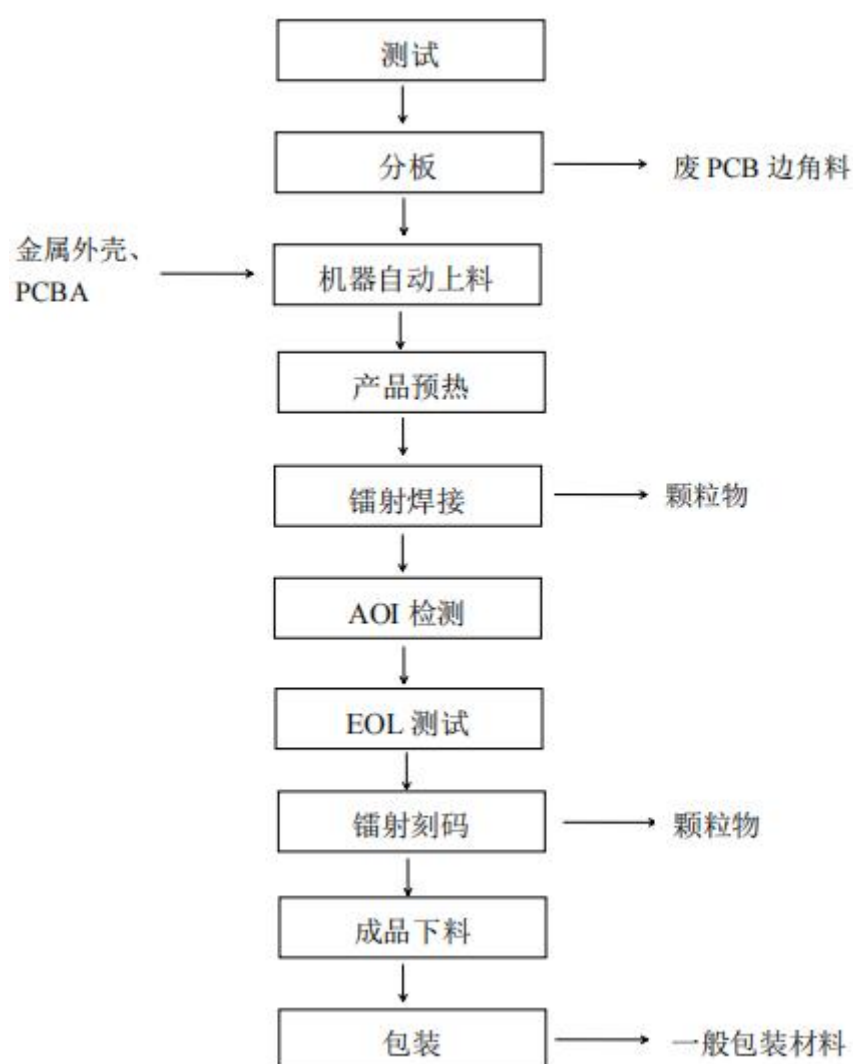 测试
分板
废 PCB 边角料
金属外壳、
PCBA
机器自动上料
产品预热
镭射焊接
颗粒物
AOI 检测
EOL 测试
镭射刻码
颗粒物
成品下料
包装
一般包装材料